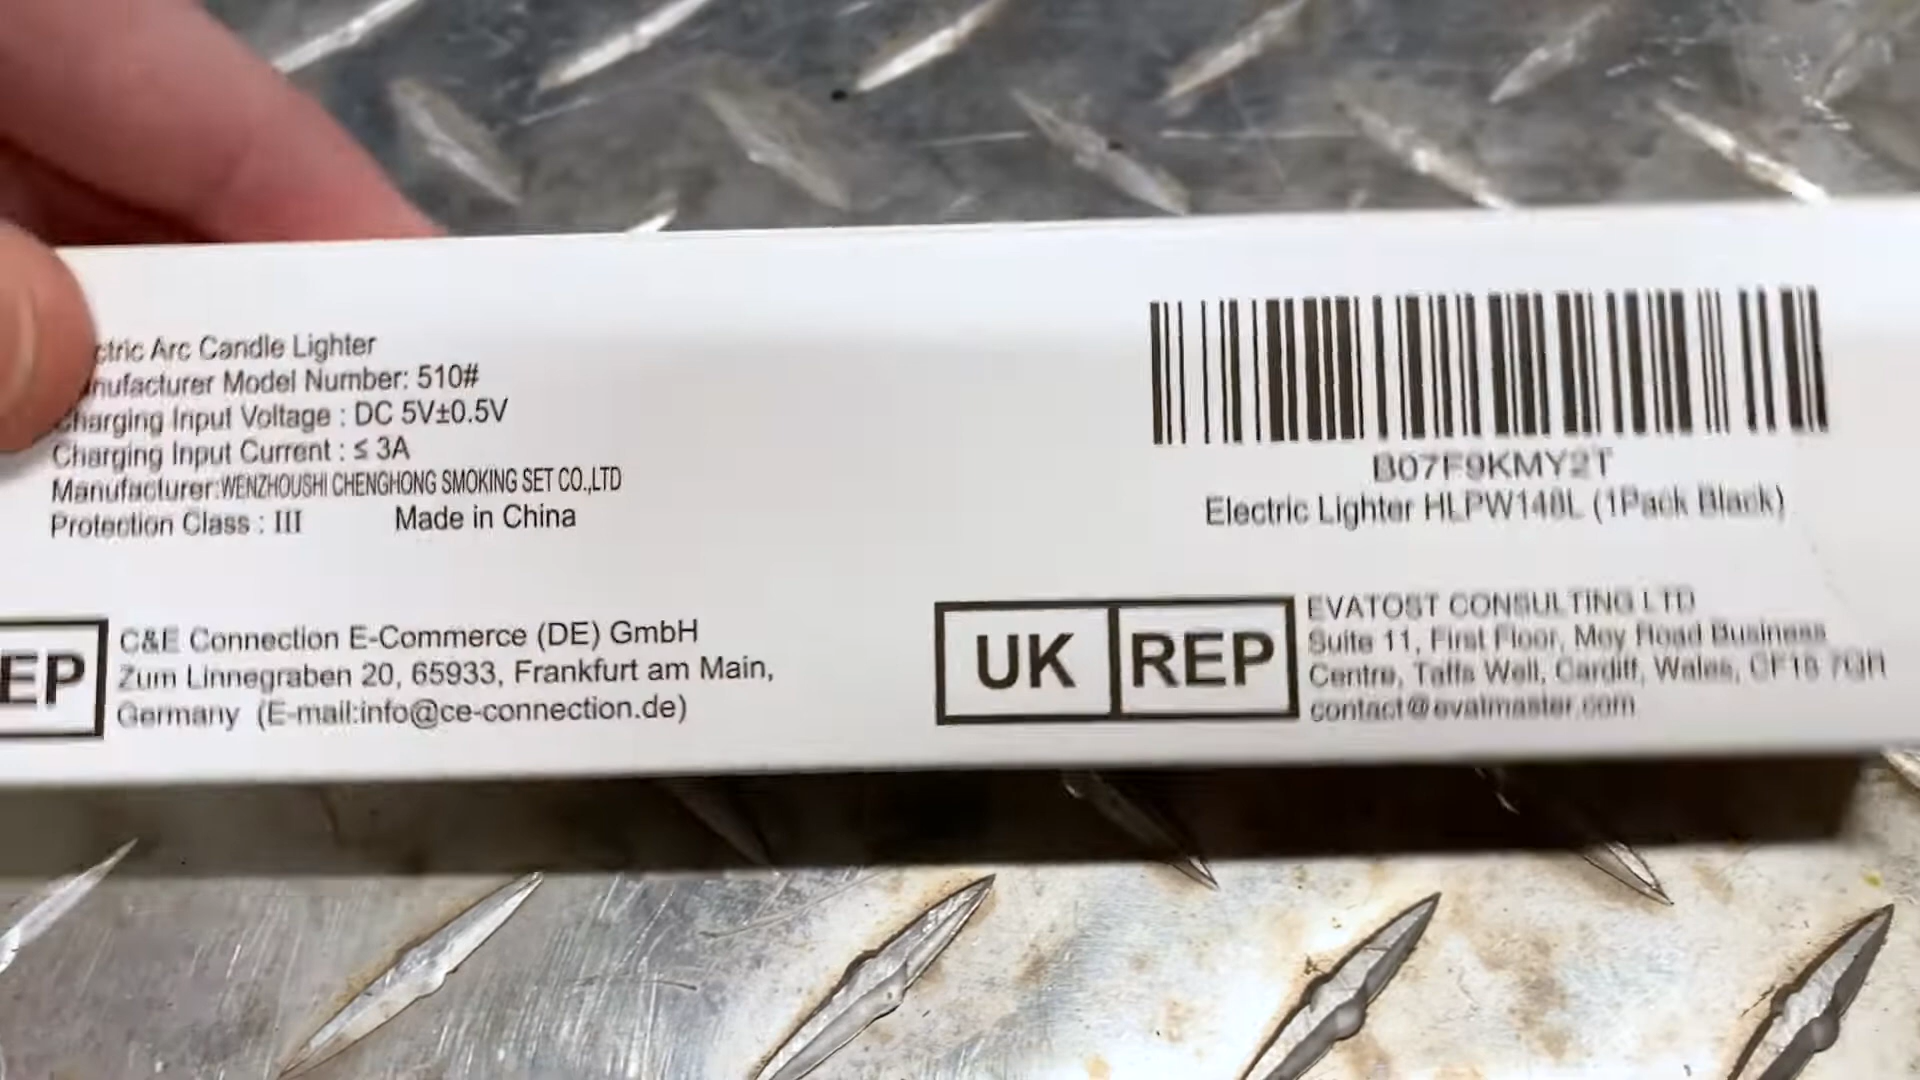 ctric Arc Candle Lighter
nufacturer Model Number: 510#
Charging Input Voltage : DC 5V±0.5V
Charging Input Current : ≤ 3A
Manufacturer:WENZHOUSHI CHENGHONG SMOKING SET CO.,LTD
Protection Class : III Made in China
B07F9KMY2T
Electric Lighter HLPW148L (1Pack Black)
EP
C&E Connection E-Commerce (DE) GmbH
Zum Linnegraben 20, 65933, Frankfurt am Main,
Germany (E-mail:info@ce-connection.de)
UK REP
EVATOST CONSULTING LTD
Suite 11, First Floor, Moy Road Business
Centre, Taffs Well, Cardiff, Wales,
contact@evatmaster.com